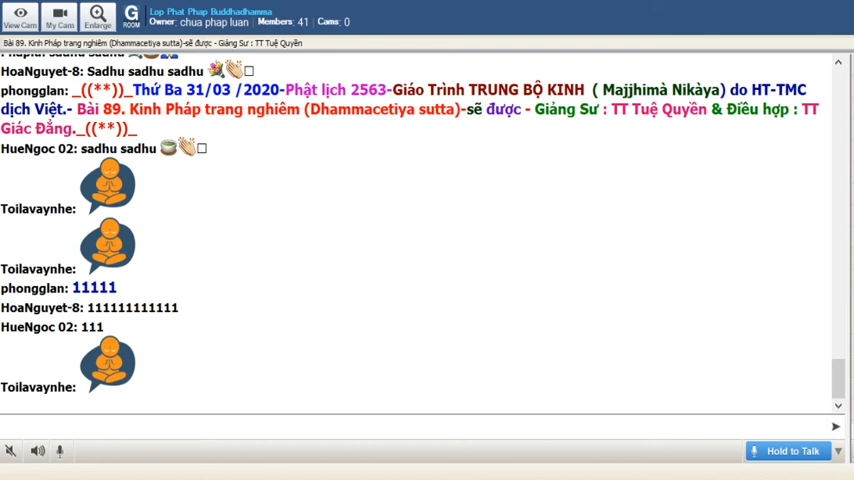 View Cam
My Cam
Enlarge
G
ROOM
Lop Phat Phap Buddhadhamma
Owner: chua phap luan Members: 41 Cams: 0
Bài 89. Kinh Pháp trang nghiêm (Dhammacetiya sutta)-sẽ được - Giảng Sư : TT Tuệ Quyền
HoaNguyet-8: Sadhu sadhu sadhu
phongglan: _((**))_Thứ Ba 31/03 /2020-Phật lịch 2563-Giáo Trình TRUNG BỘ KINH ( Majjhimà Nikàya) do HT-TMC
dịch Việt.- Bài 89. Kinh Pháp trang nghiêm (Dhammacetiya sutta)-sẽ được - Giảng Sư : TT Tuệ Quyền & Điều hợp : TT
Giác Đẳng._((**))_
HueNgoc 02: sadhu sadhu
Toilavaynhe:
Toilavaynhe:
phongglan: 11111
HoaNguyet-8: 111111111111
HueNgoc 02: 111
Toilavaynhe:
Hold to Talk